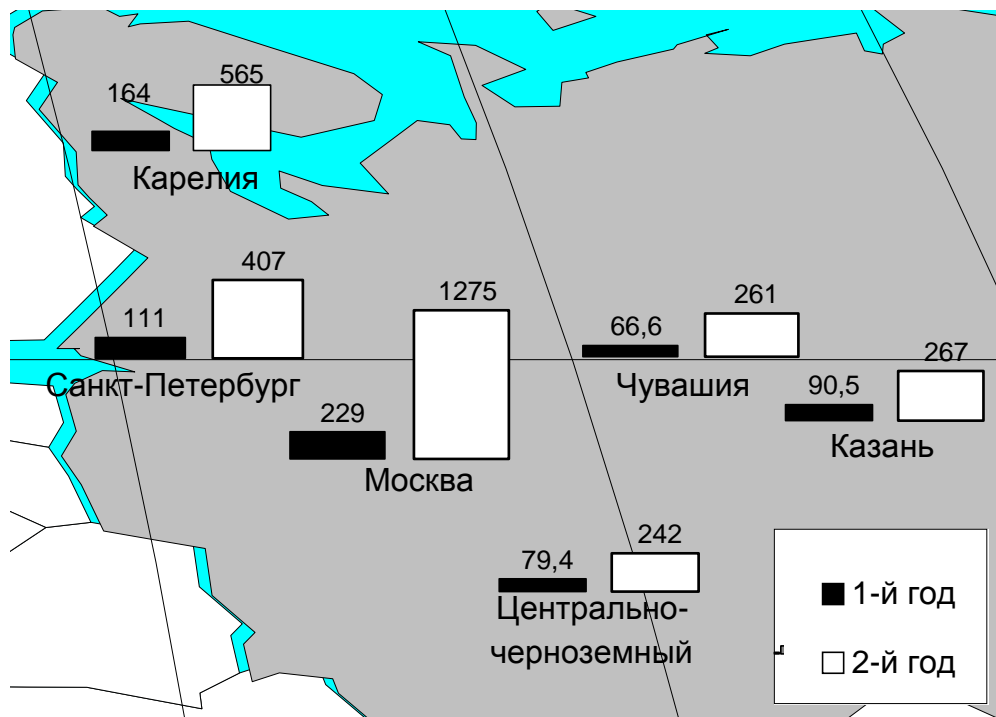 565
164
Карелия
407
111
Санкт-Петербург
1275
229
Москва
261
66,6
Чувашия
267
90,5
Казань
242
79,4
Центрально-
черноземный
1-й год
2-й год